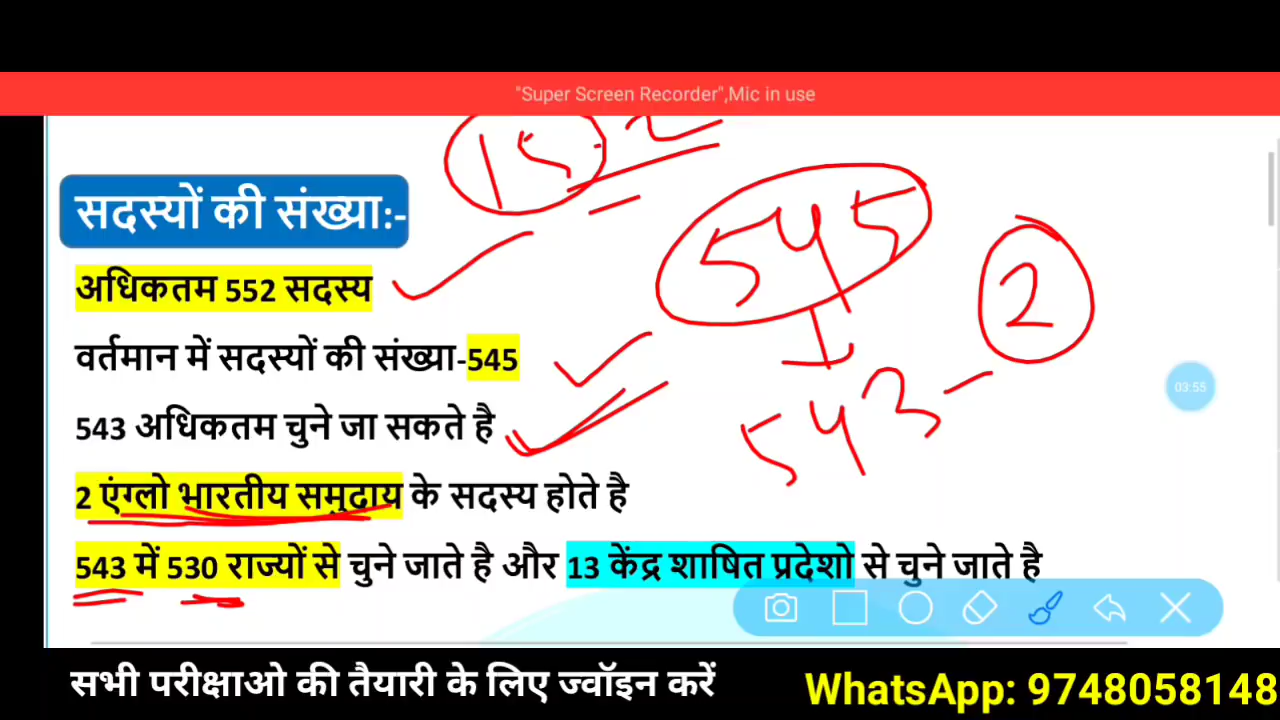 "Super Screen Recorder",Mic in use
15 2
सदस्यों की संख्या:-
545
अधिकतम 552 सदस्य
2
वर्तमान में सदस्यों की संख्या-545
03:55
543
543 अधिकतम चुने जा सकते है
2 एंग्लो भारतीय समुदाय के सदस्य होते है
543 में 530 राज्यों से चुने जाते है और 13 केंद्र शाषित प्रदेशो से चुने जाते है
सभी परीक्षाओ की तैयारी के लिए ज्वॉइन करें
WhatsApp: 9748058148